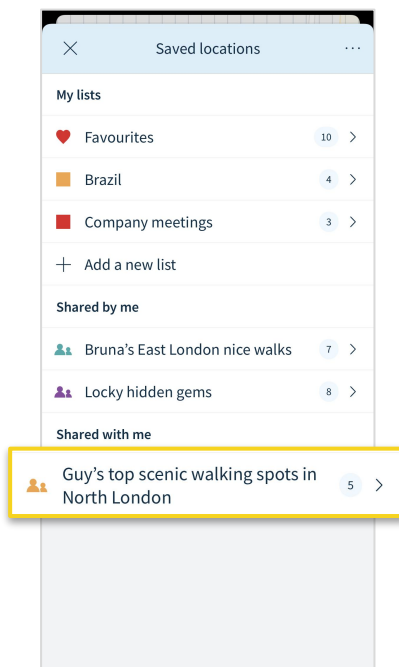 Saved locations
My lists
Favourites 10
Brazil 4
Company meetings 3
Add a new list
Shared by me
Bruna’s East London nice walks 7
Locky hidden gems 8
Shared with me
Guy’s top scenic walking spots in
North London 5